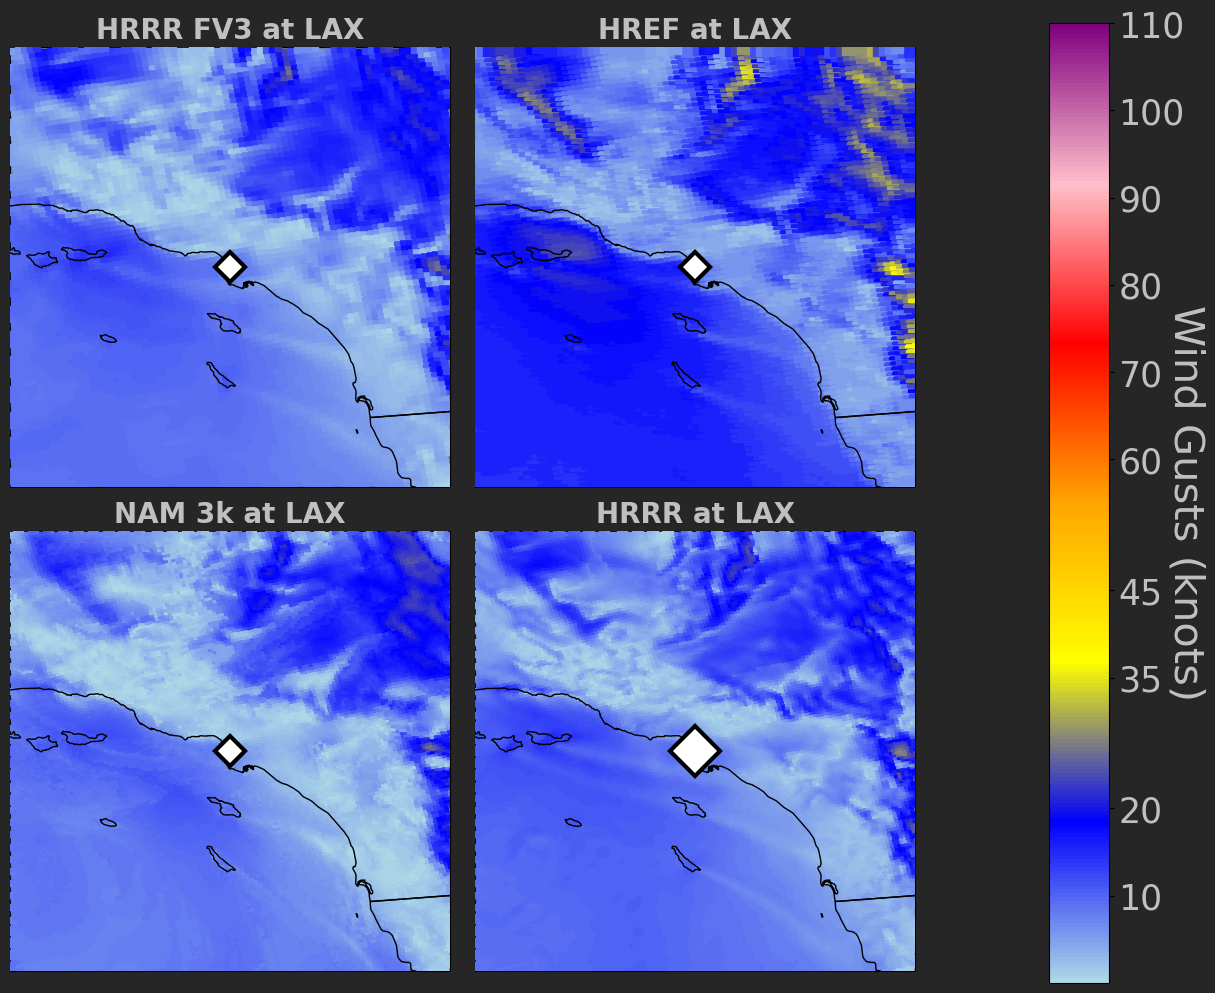 HRRR FV3 at LAX
HREF at LAX
NAM 3k at LAX
HRRR at LAX
110
100
90
80
70
60
45
35
20
10
Wind Gusts (knots)